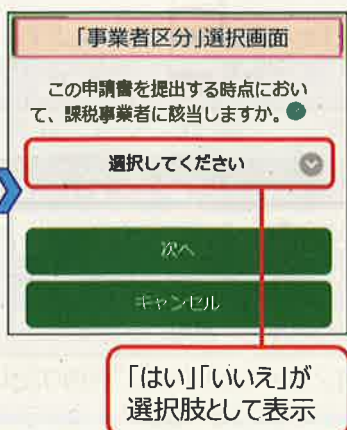 「事業者区分」選択画面
この申請書を提出する時点におい
て、課税事業者に該当しますか。
選択してください
次へ
キャンセル
「はい」「いいえ」が
選択肢として表示